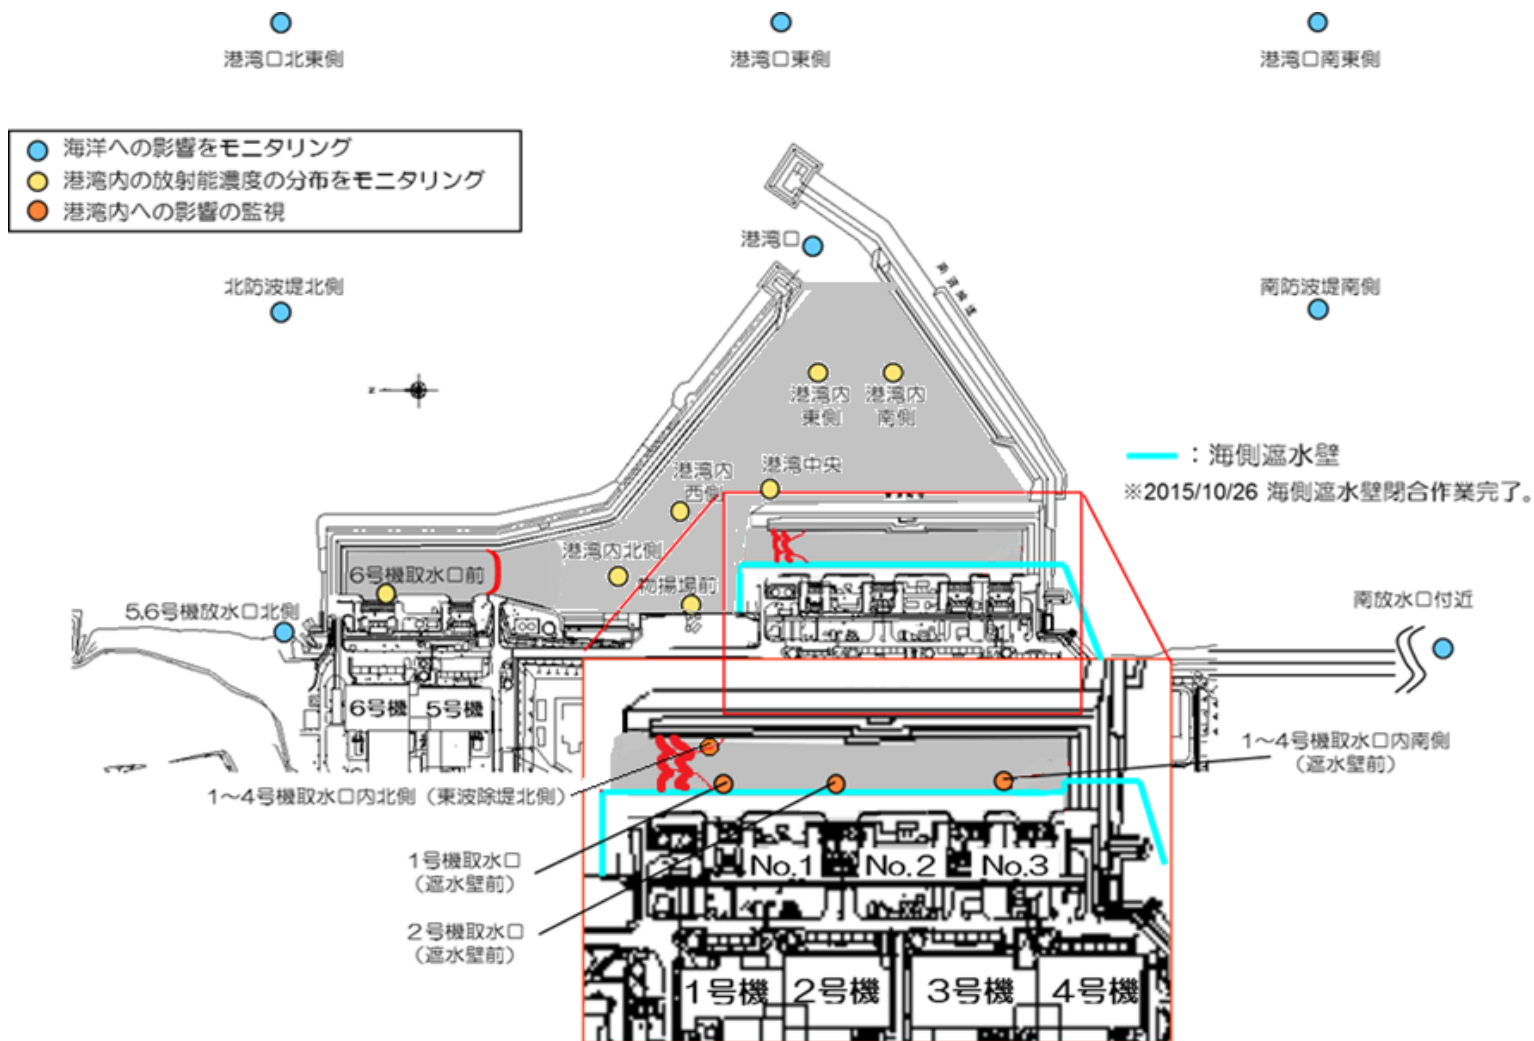 港湾口北東側
港湾口東側
港湾口南東側
海洋への影響をモニタリング
港湾内の放射能濃度の分布をモニタリング
港湾内への影響の監視
港湾口
北防波堤北側
南防波堤南側
N
港湾内
東側
港湾内
南側
：海側遮水壁
※2015/10/26 海側遮水壁閉合作業完了。
港湾内
西側
港湾中央
港湾内北側
物揚場前
6号機取水口前
5,6号機放水口北側
南放水口付近
6号機
5号機
1～4号機取水口内北側（東波除堤北側）
1～4号機取水口内南側
（遮水壁前）
1号機取水口
（遮水壁前）
2号機取水口
（遮水壁前）
No.1
No.2
No.3
1号機
2号機
3号機
4号機